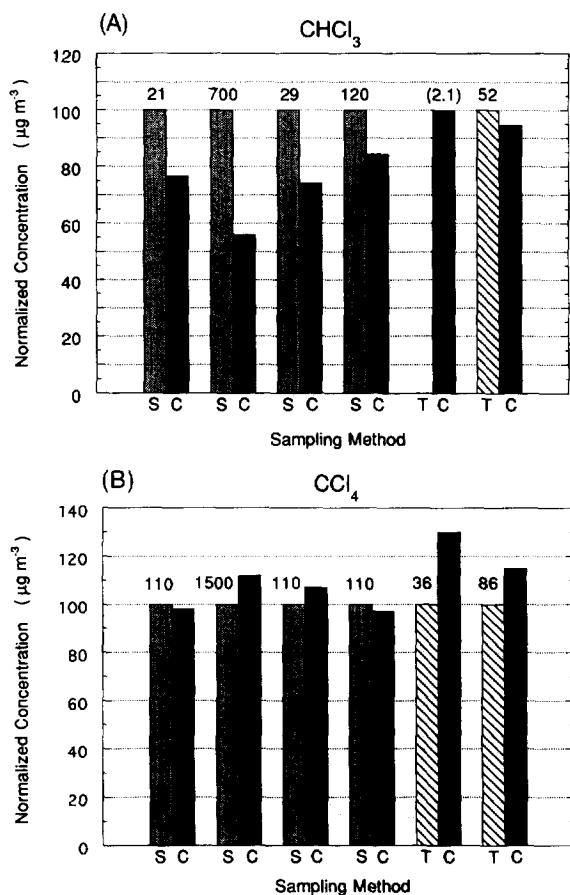 (A)
CHCl₃
Normalized Concentration ( µg m⁻³)
120
100
80
60
40
20
0
21 700 29 120 (2.1) 52
S C S C S C S C T C T C
Sampling Method
(B)
CCl₄
Normalized Concentration ( µg m⁻³)
140
120
100
80
60
40
20
0
110 1500 110 110 36 86
S C S C S C S C T C T C
Sampling Method